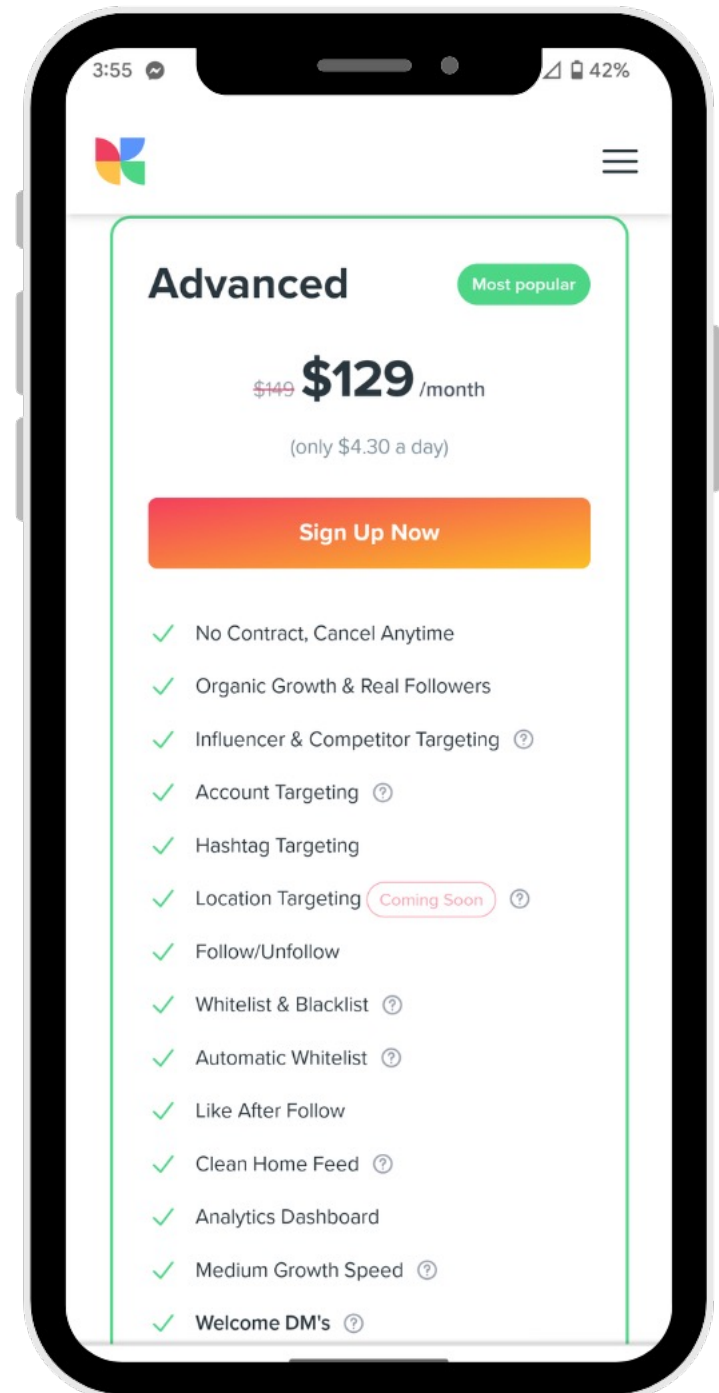 3:55 42%
Advanced
Most popular
$149 $129 /month
(only $4.30 a day)
Sign Up Now
No Contract, Cancel Anytime
Organic Growth & Real Followers
Influencer & Competitor Targeting ?
Account Targeting ?
Hashtag Targeting
Location Targeting Coming Soon ?
Follow/Unfollow
Whitelist & Blacklist ?
Automatic Whitelist ?
Like After Follow
Clean Home Feed ?
Analytics Dashboard
Medium Growth Speed ?
Welcome DM's ?